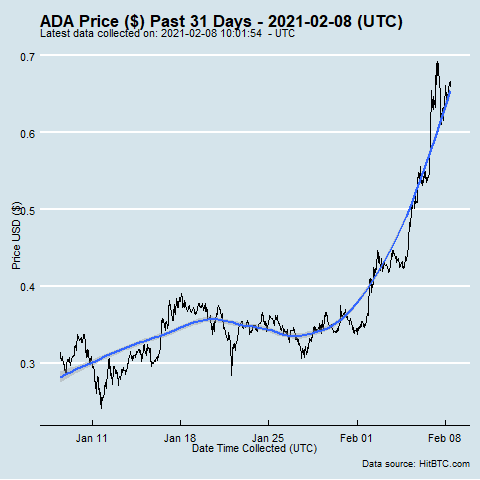 ADA Price ($) Past 31 Days - 2021-02-08 (UTC)
Latest data collected on: 2021-02-08 10:01:54 - UTC
Price USD ($)
0.7
0.6
0.5
0.4
0.3
Jan 11 Jan 18 Jan 25 Feb 01 Feb 08
Date Time Collected (UTC)
Data source: HitBTC.com